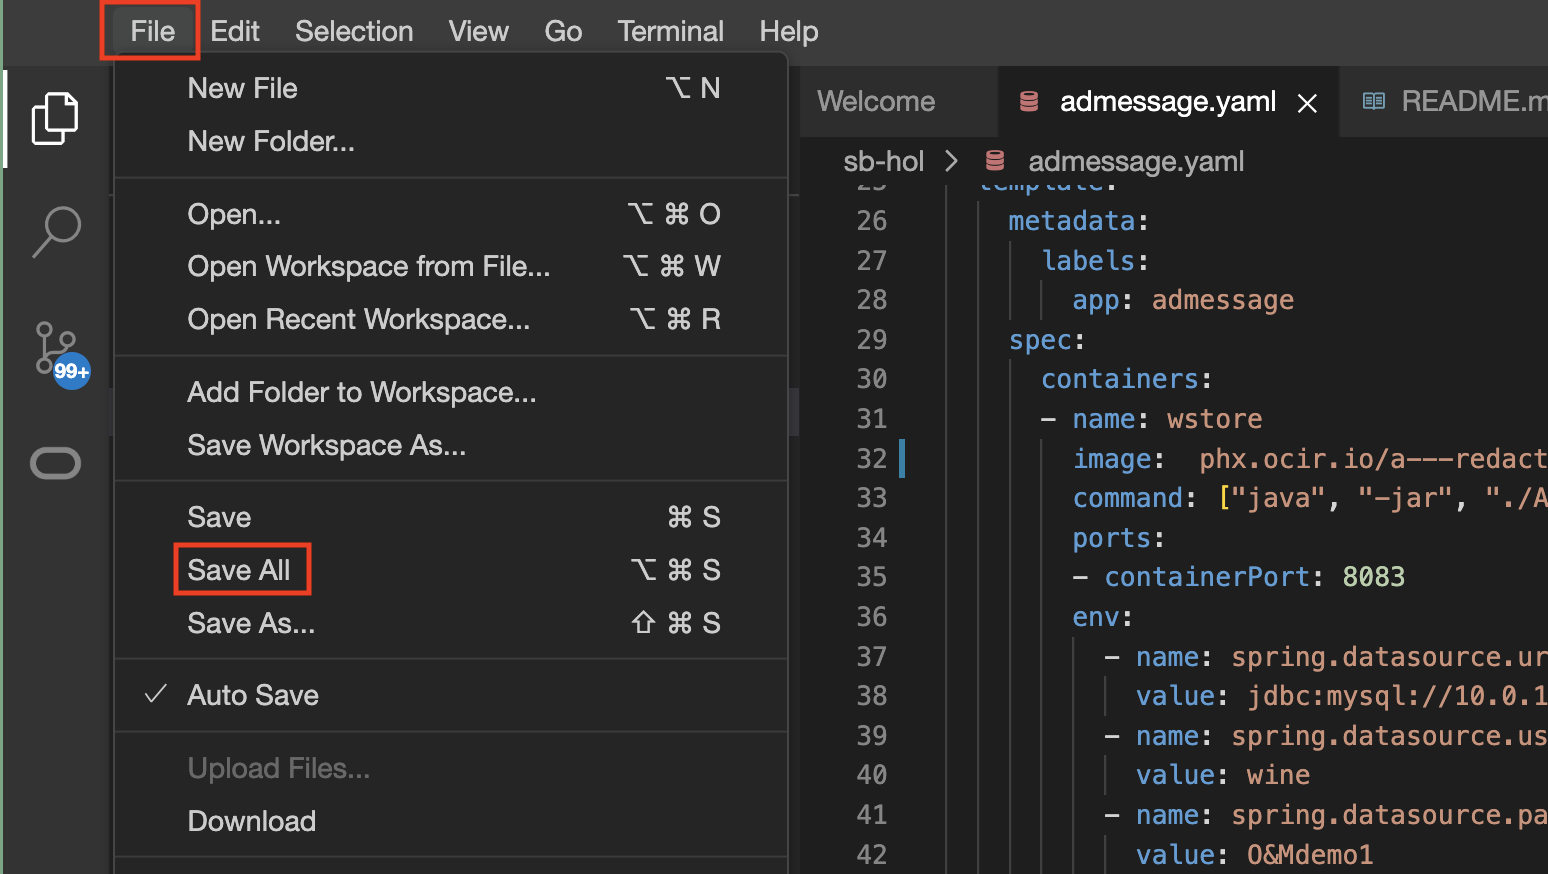 File Edit Selection View Go Terminal Help
New File ⌥ N
New Folder...
Open... ⌥ ⌘ O
Open Workspace from File... ⌥ ⌘ W
Open Recent Workspace... ⌥ ⌘ R
Add Folder to Workspace...
Save Workspace As...
Save ⌘ S
Save All ⌥ ⌘ S
Save As... ⇧ ⌘ S
✓ Auto Save
Upload Files...
Download
99+
Welcome admessage.yaml × README.m
sb-hol > admessage.yaml
25 template:
26 metadata:
27 labels:
28 app: admessage
29 spec:
30 containers:
31 - name: wstore
32 image: phx.ocir.io/a---redact
33 command: ["java", "-jar", "./A
34 ports:
35 - containerPort: 8083
36 env:
37 - name: spring.datasource.ur
38 value: jdbc:mysql://10.0.1
39 - name: spring.datasource.us
40 value: wine
41 - name: spring.datasource.pa
42 value: O&Mdemo1